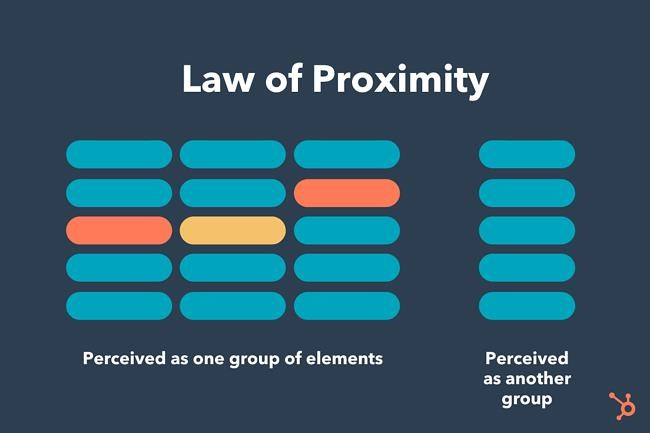 Law of Proximity
Perceived as one group of elements
Perceived
as another
group